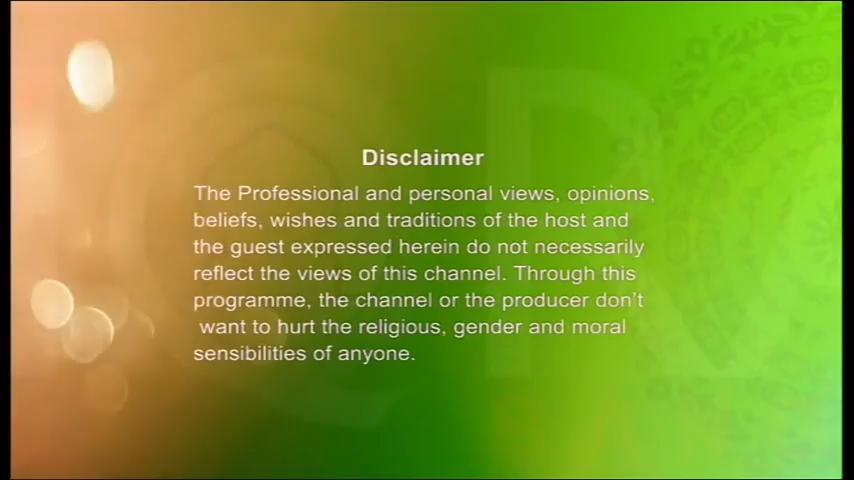 Disclaimer
The Professional and personal views, opinions,
beliefs, wishes and traditions of the host and
the guest expressed herein do not necessarily
reflect the views of this channel. Through this
programme, the channel or the producer don't
want to hurt the religious, gender and moral
sensibilities of anyone.